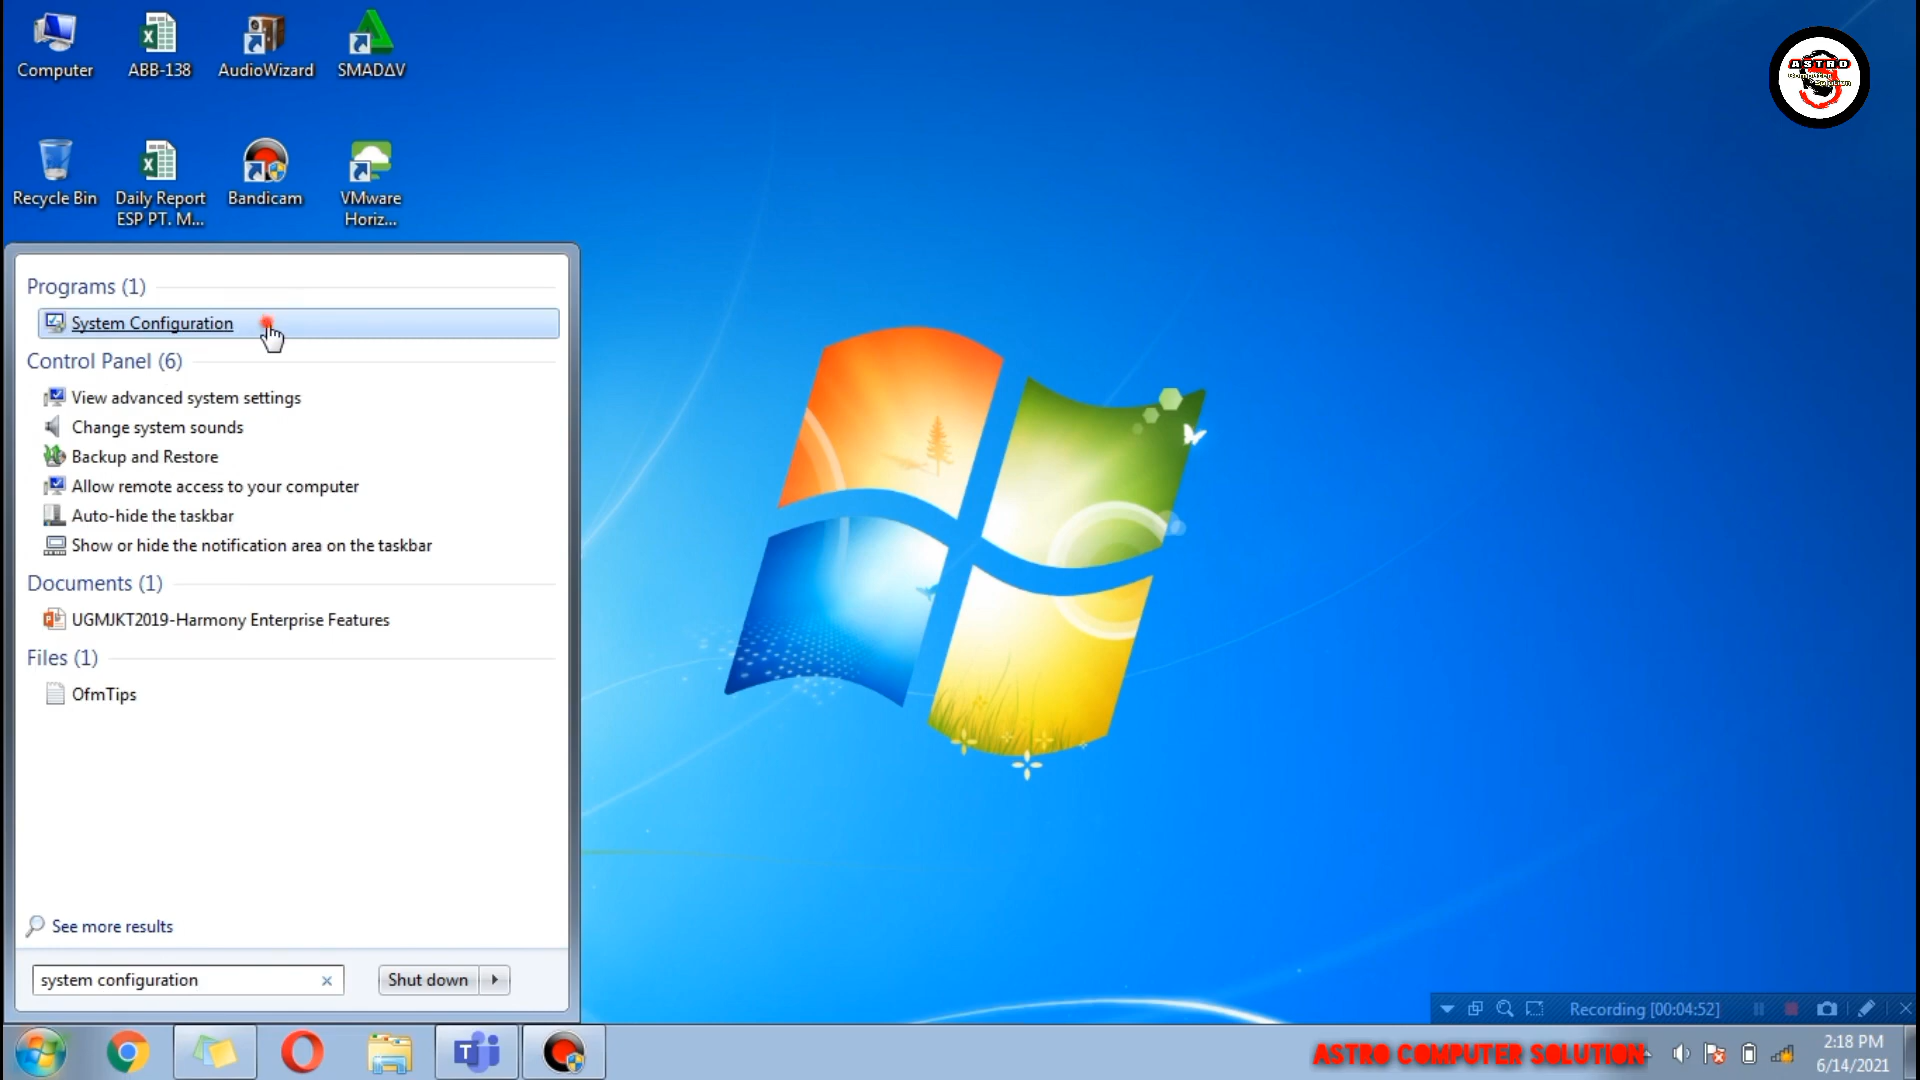 Computer
ABB-138
AudioWizard
SMADΔV
Recycle Bin
Daily Report
ESP PT. M...
Bandicam
VMware
Horiz...
ASTRO
Programs (1)
System Configuration
Control Panel (6)
View advanced system settings
Change system sounds
Backup and Restore
Allow remote access to your computer
Auto-hide the taskbar
Show or hide the notification area on the taskbar
Documents (1)
UGMJKT2019-Harmony Enterprise Features
Files (1)
OfmTips
See more results
system configuration
Shut down
Recording [00:04:52]
ASTRO COMPUTER SOLUTION
2:18 PM
6/14/2021